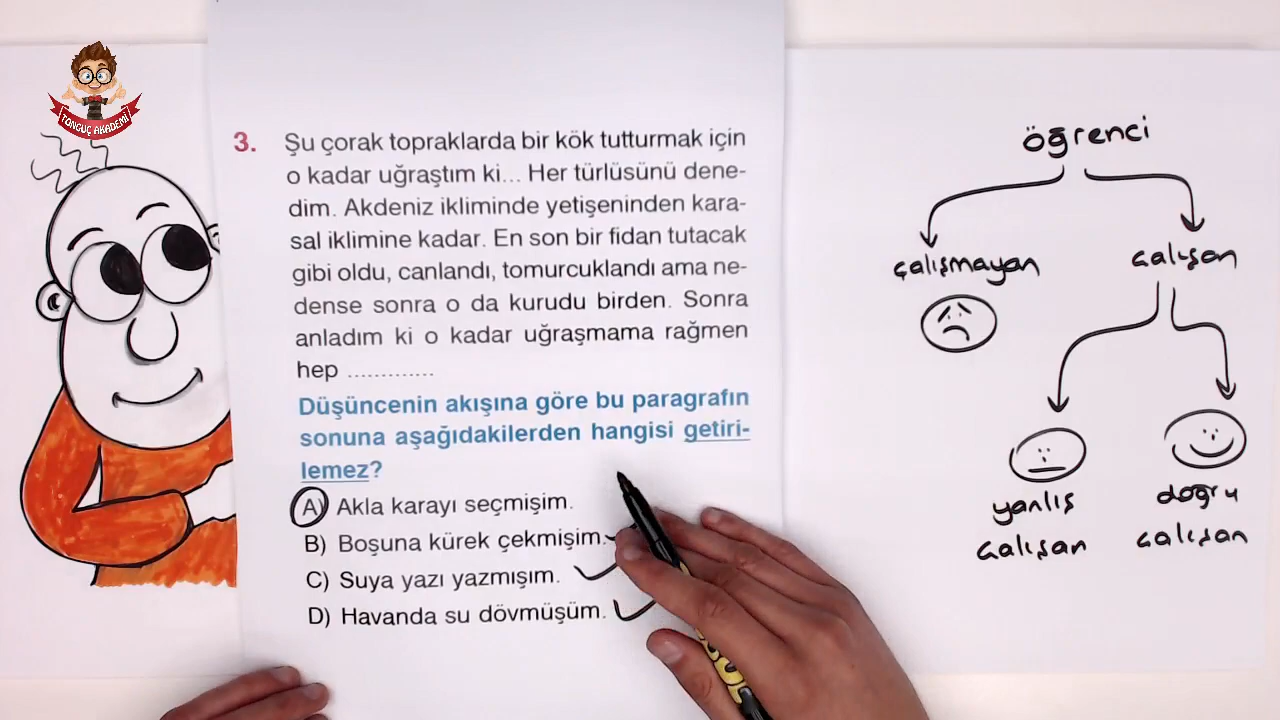 TONGUÇ AKADEMİ
3. Şu çorak topraklarda bir kök tutturmak için
o kadar uğraştım ki... Her türlüsünü dene-
dim. Akdeniz ikliminde yetişeninden kara-
sal iklimine kadar. En son bir fidan tutacak
gibi oldu, canlandı, tomurcuklandı ama ne-
dense sonra o da kurudu birden. Sonra
anladım ki o kadar uğraşmama rağmen
hep .............
Düşüncenin akışına göre bu paragrafın
sonuna aşağıdakilerden hangisi getiri-
lemez?
A) Akla karayı seçmişim.
B) Boşuna kürek çekmişim.
C) Suya yazı yazmışım.
D) Havanda su dövmüşüm.
öğrenci
çalışmayan
çalışan
yanlış
çalışan
doğru
çalışan